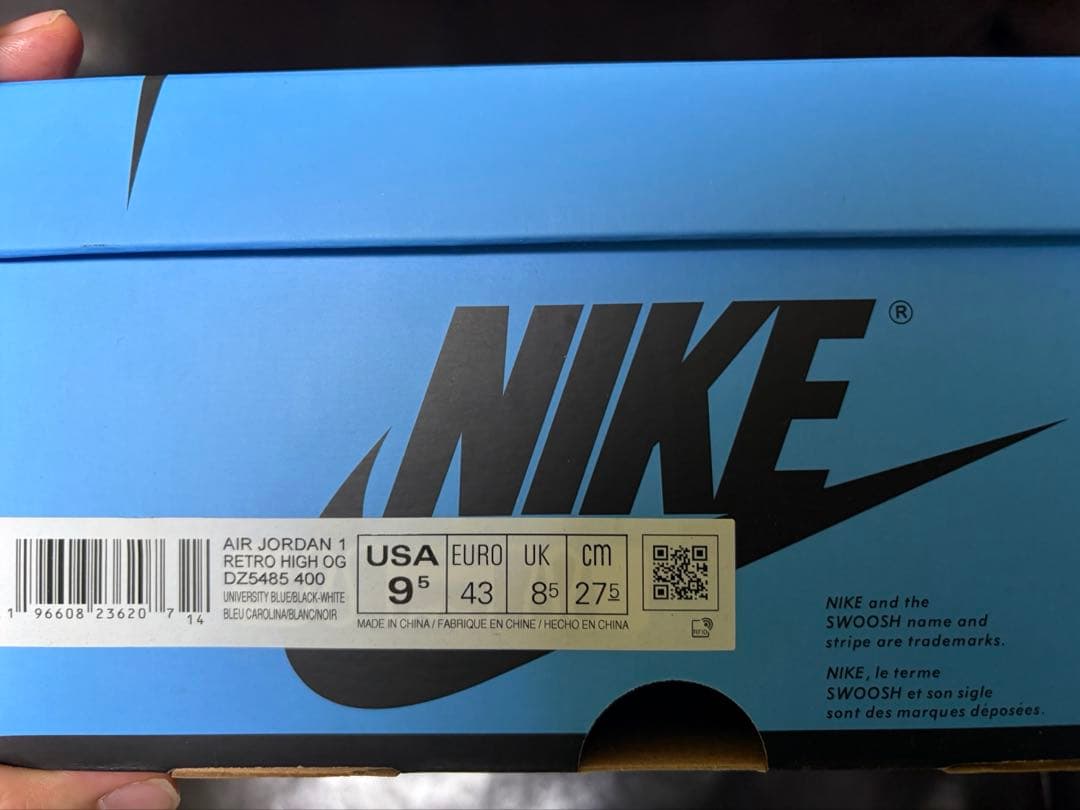 NIKE®
AIR JORDAN 1
RETRO HIGH OG
DZ5485 400
UNIVERSITY BLUE/BLACK-WHITE
BLEU CAROLINA/BLANC/NOIR
1 96608 23620 7 14
USA EURO UK cm
9⁵ 43 8⁵ 27⁵
MADE IN CHINA / FABRIQUE EN CHINE / HECHO EN CHINA
RFID
NIKE and the
SWOOSH name and
stripe are trademarks.
NIKE, le terme
SWOOSH et son sigle
sont des marques déposées.